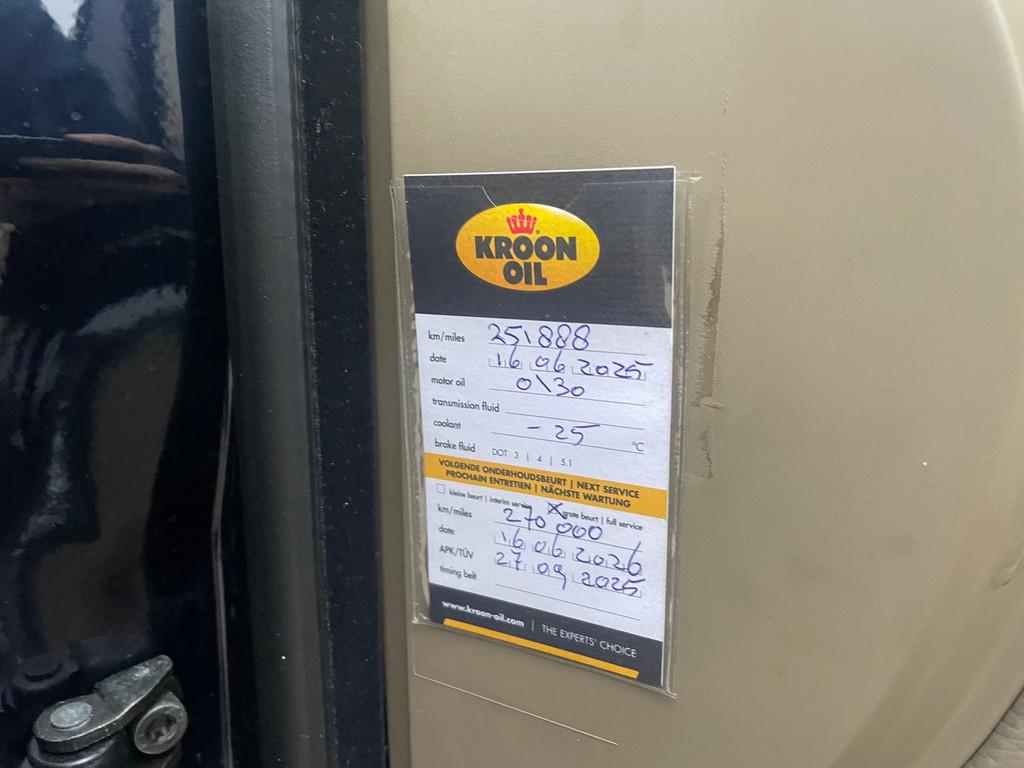 KROON
OIL
km/miles 251888
date 16 06 2025
motor oil 0\30
transmission fluid
coolant -25 °C
brake fluid DOT 3 | 4 | 5.1
VOLGENDE ONDERHOUDSBEURT | NEXT SERVICE
PROCHAIN ENTRETIEN | NÄCHSTE WARTUNG
kleine beurt | interim service X grote beurt | full service
km/miles 270 000
date 16 06 2026
APK/TÜV 27 09 2025
timing belt
www.kroon-oil.com | THE EXPERTS' CHOICE